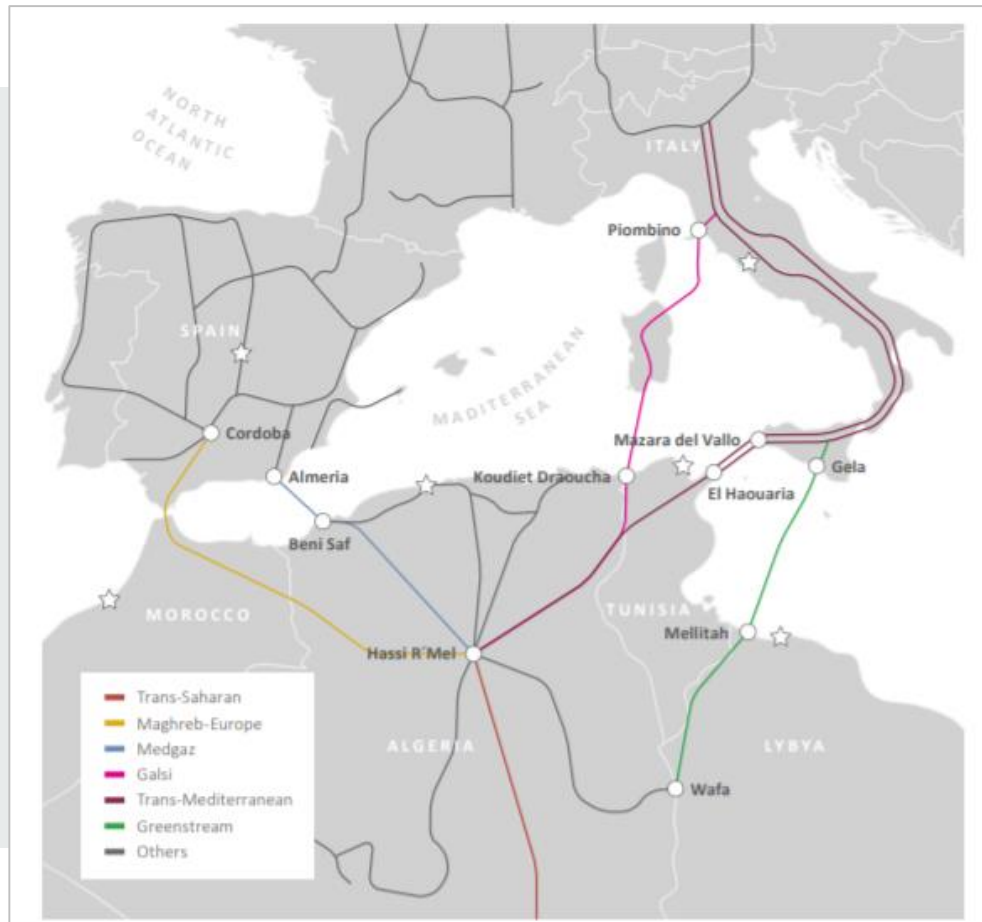 NORTH
ATLANTIC
OCEAN
ITALY
Piombino
SPAIN
MADITERRANEAN
SEA
Cordoba
Mazara del Vallo
Almeria
Koudiet Draoucha
Gela
El Haouaria
Beni Saf
MOROCCO
TUNISIA
Mellitah
Hassi R´Mel
ALGERIA
LYBYA
Wafa
Trans-Saharan
Maghreb-Europe
Medgaz
Galsi
Trans-Mediterranean
Greenstream
Others